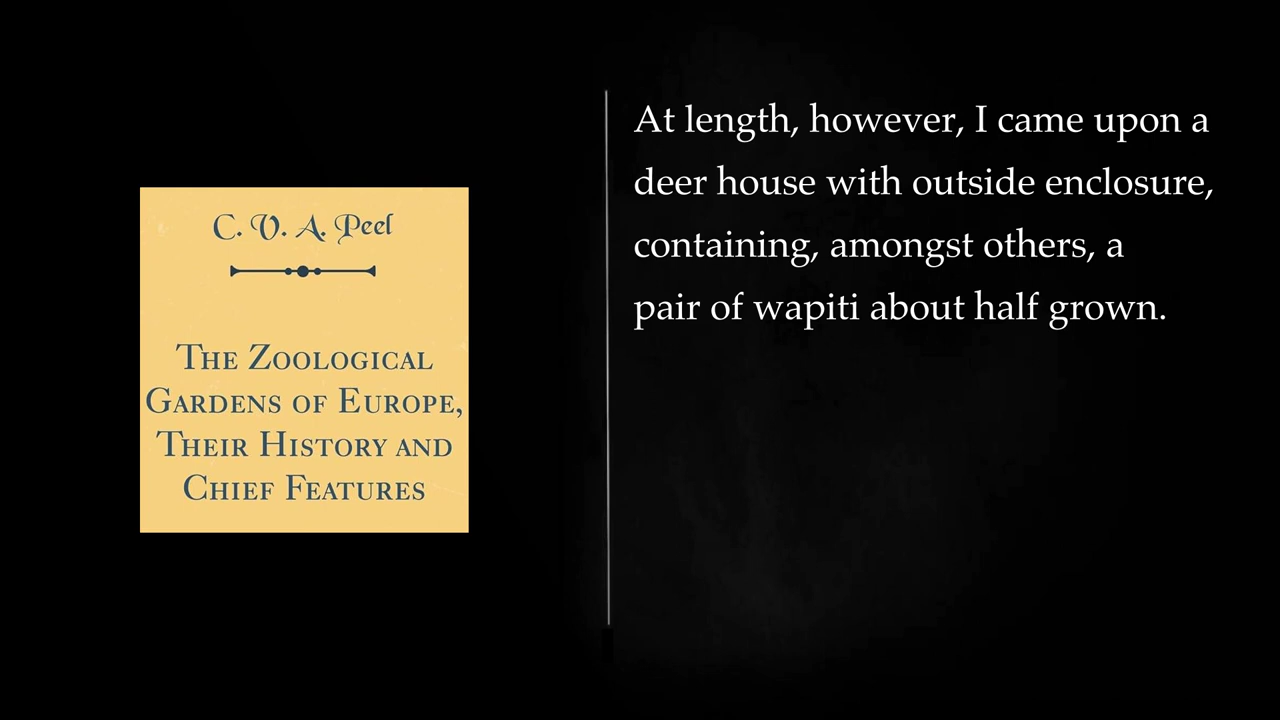 C. V. A. Peel
The Zoological
Gardens of Europe,
Their History and
Chief Features
At length, however, I came upon a
deer house with outside enclosure,
containing, amongst others, a
pair of wapiti about half grown.